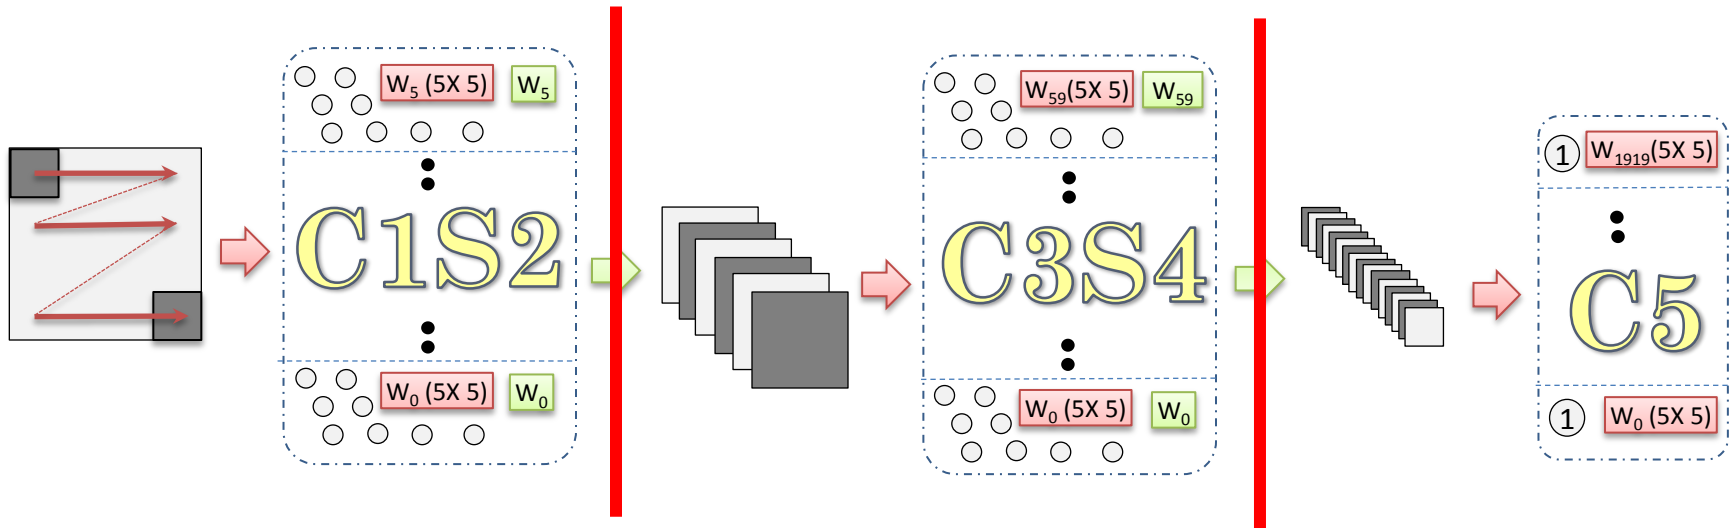 W5 (5X 5) W5
C1S2
W0 (5X 5) W0
W59(5X 5) W59
C3S4
W0 (5X 5) W0
1 W1919(5X 5)
C5
1 W0 (5X 5)